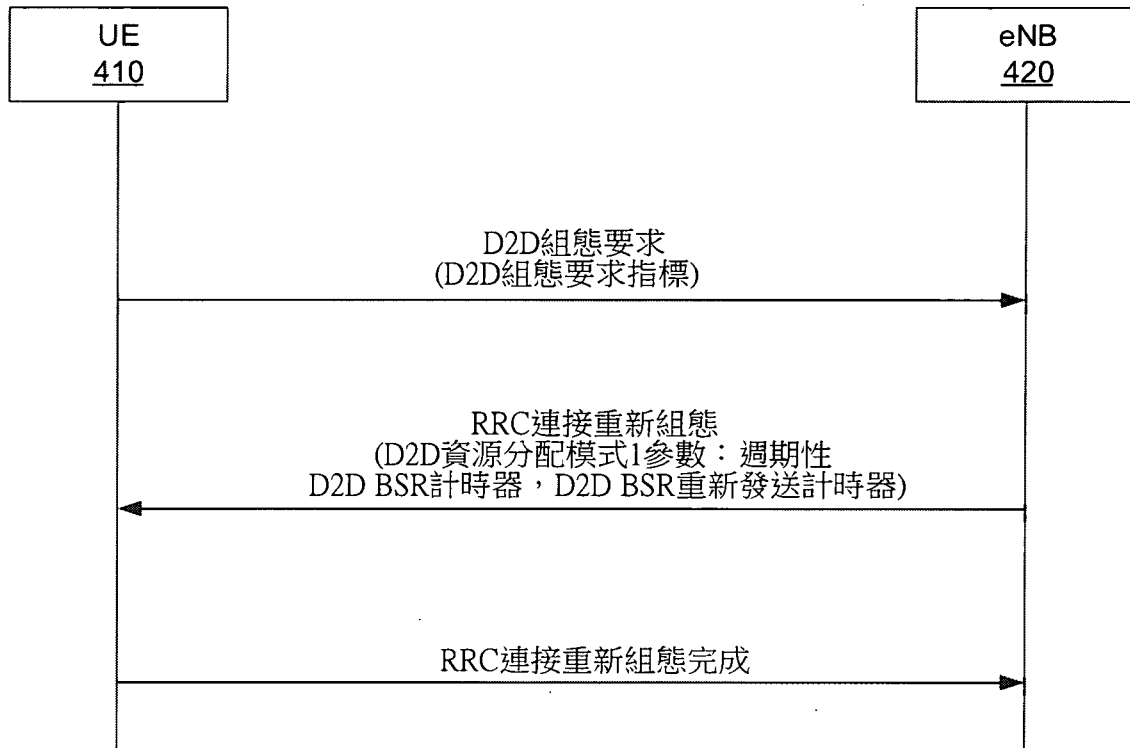 UE
410
eNB
420
D2D組態要求
(D2D組態要求指標)
RRC連接重新組態
(D2D資源分配模式1參數：週期性
D2D BSR計時器，D2D BSR重新發送計時器)
RRC連接重新組態完成